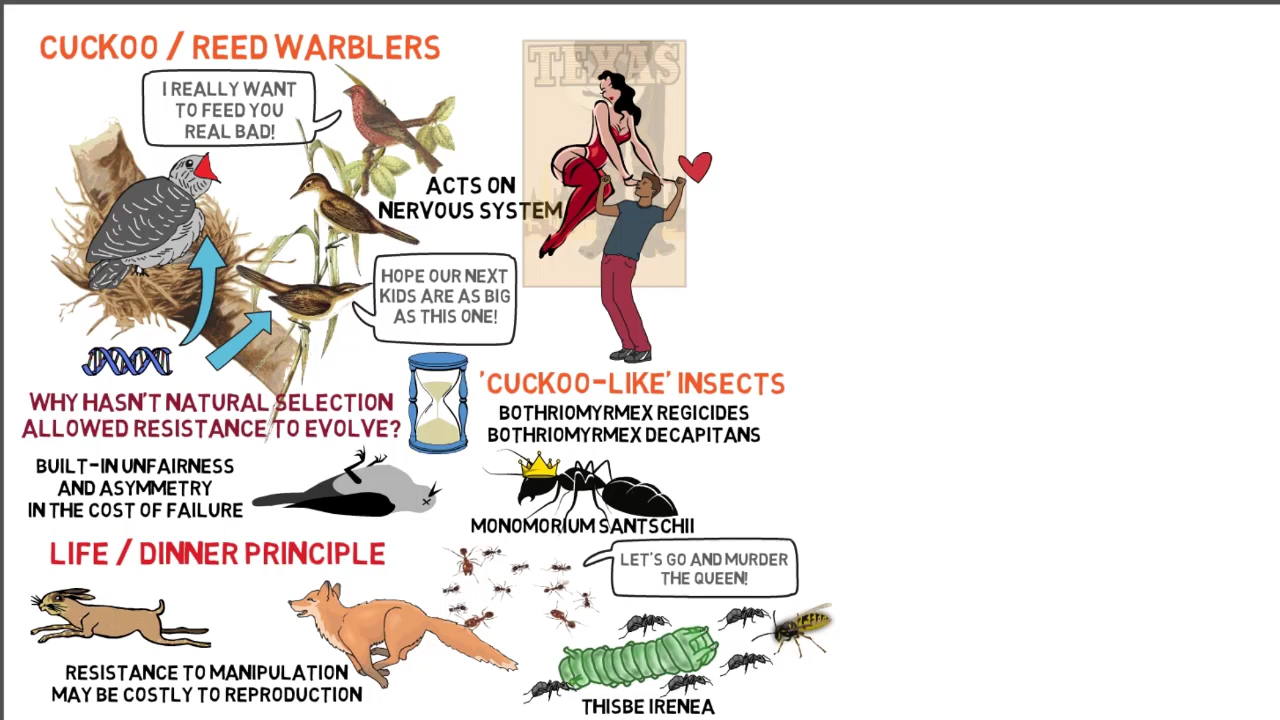 CUCKOO / REED WARBLERS
I REALLY WANT
TO FEED YOU
REAL BAD!
TEXAS
ACTS ON
NERVOUS SYSTEM
HOPE OUR NEXT
KIDS ARE AS BIG
AS THIS ONE!
WHY HASN'T NATURAL SELECTION
ALLOWED RESISTANCE TO EVOLVE?
BUILT-IN UNFAIRNESS
AND ASYMMETRY
IN THE COST OF FAILURE
LIFE / DINNER PRINCIPLE
RESISTANCE TO MANIPULATION
MAY BE COSTLY TO REPRODUCTION
'CUCKOO-LIKE' INSECTS
BOTHRIOMYRMEX REGICIDES
BOTHRIOMYRMEX DECAPITANS
MONOMORIUM SANTSCHII
LET'S GO AND MURDER
THE QUEEN!
THISBE IRENEA